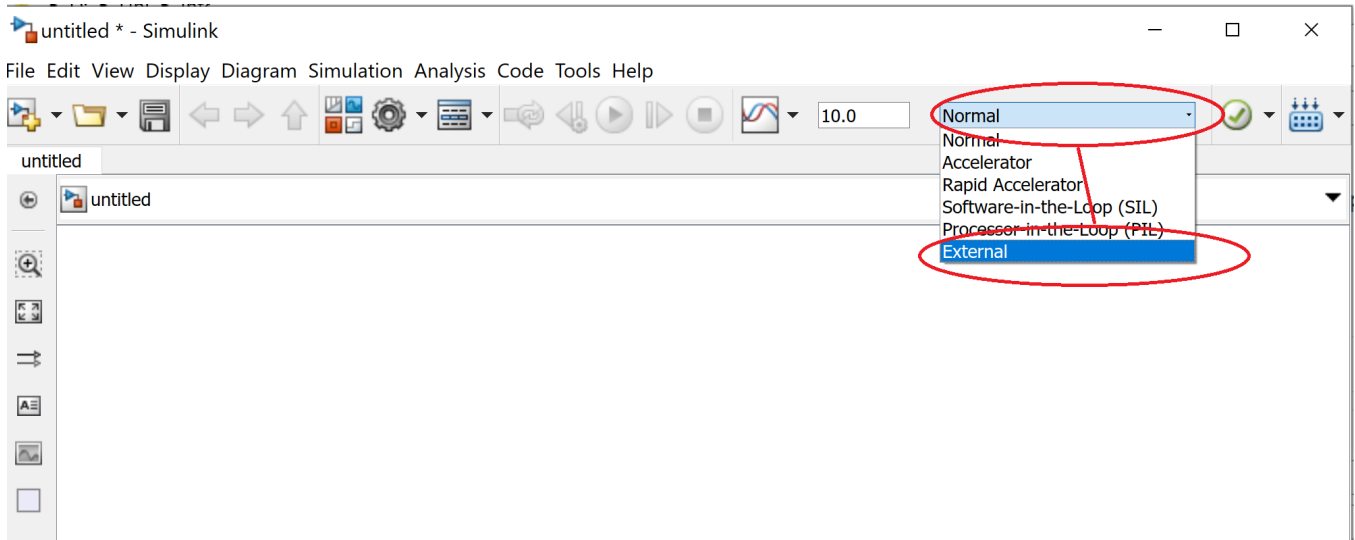 untitled * - Simulink
File Edit View Display Diagram Simulation Analysis Code Tools Help
10.0
Normal
untitled
Normal
Accelerator
Rapid Accelerator
Software-in-the-Loop (SIL)
Processor-in-the-Loop (PIL)
External
untitled
A